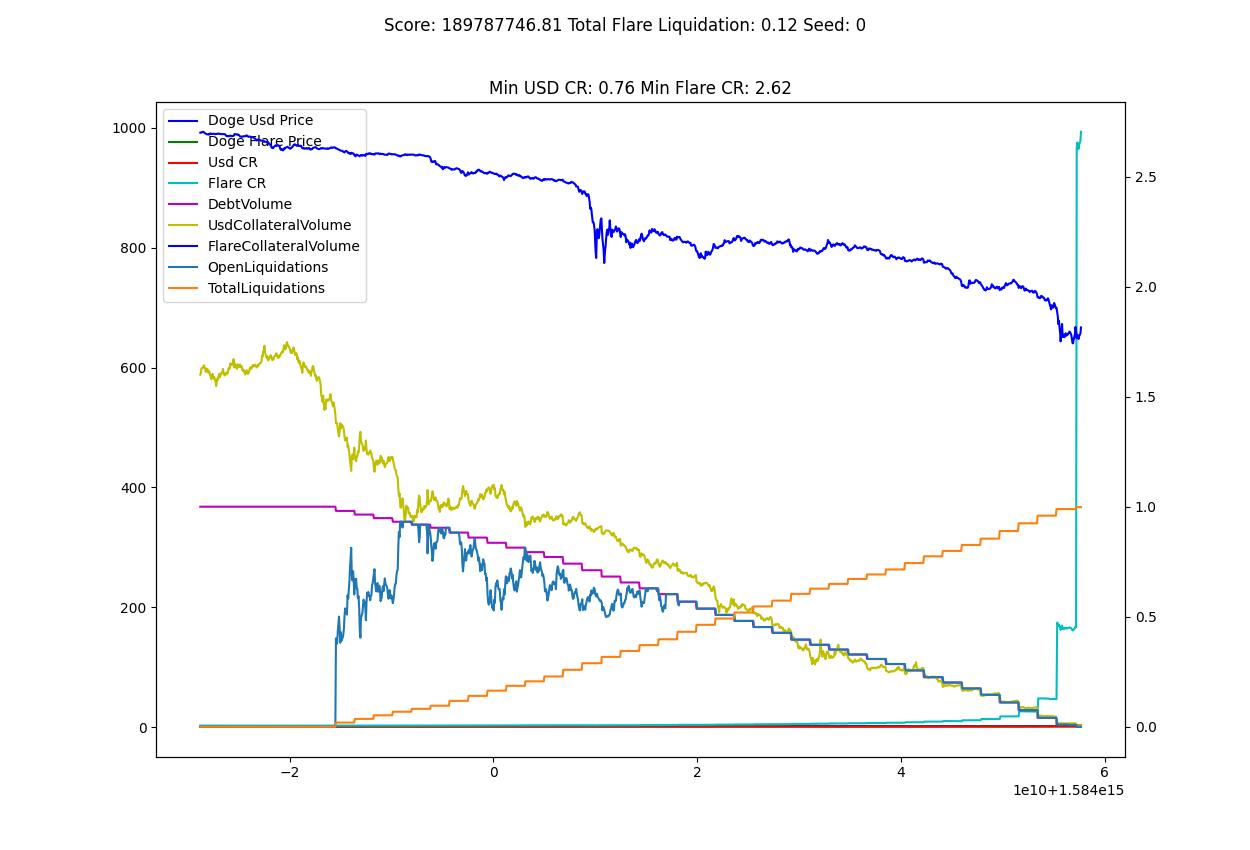 Score: 189787746.81 Total Flare Liquidation: 0.12 Seed: 0
Min USD CR: 0.76 Min Flare CR: 2.62
Doge Usd Price
Doge Flare Price
Usd CR
Flare CR
DebtVolume
UsdCollateralVolume
FlareCollateralVolume
OpenLiquidations
TotalLiquidations
1000
800
600
400
200
0
2.5
2.0
1.5
1.0
0.5
0.0
−2
0
2
4
6
1e10+1.584e15